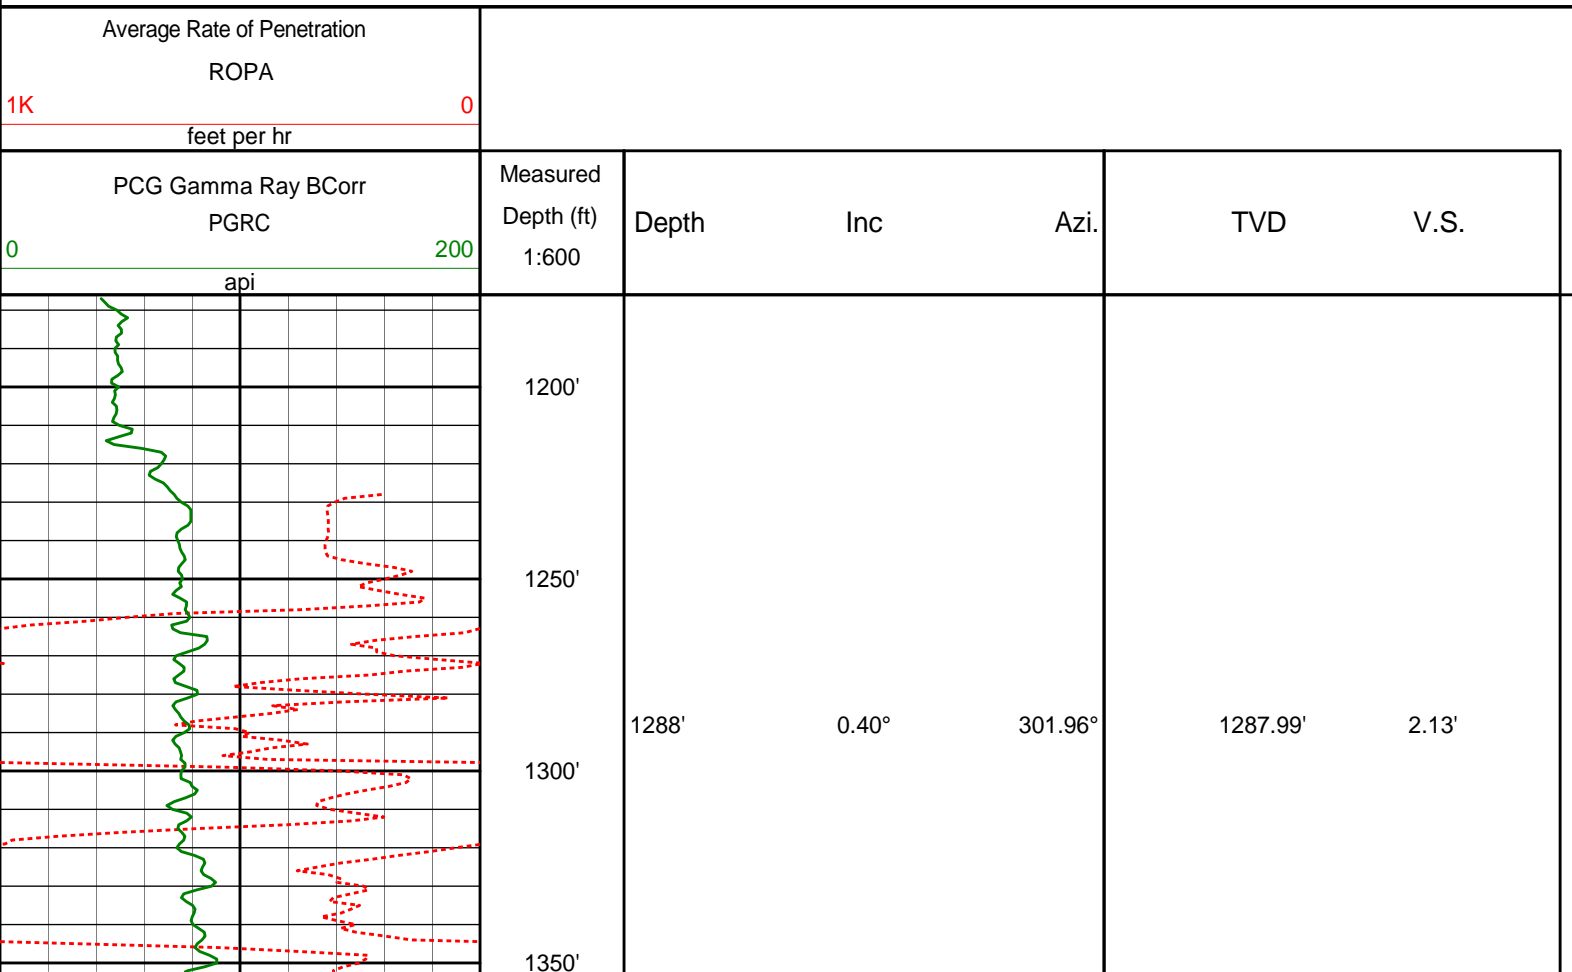 Average Rate of Penetration
ROPA
1K 0
feet per hr
PCG Gamma Ray BCorr
PGRC
0 200
api
Measured
Depth (ft)
1:600
Depth Inc Azi. TVD V.S.
1200'
1250'
1288' 0.40° 301.96° 1287.99' 2.13'
1300'
1350'